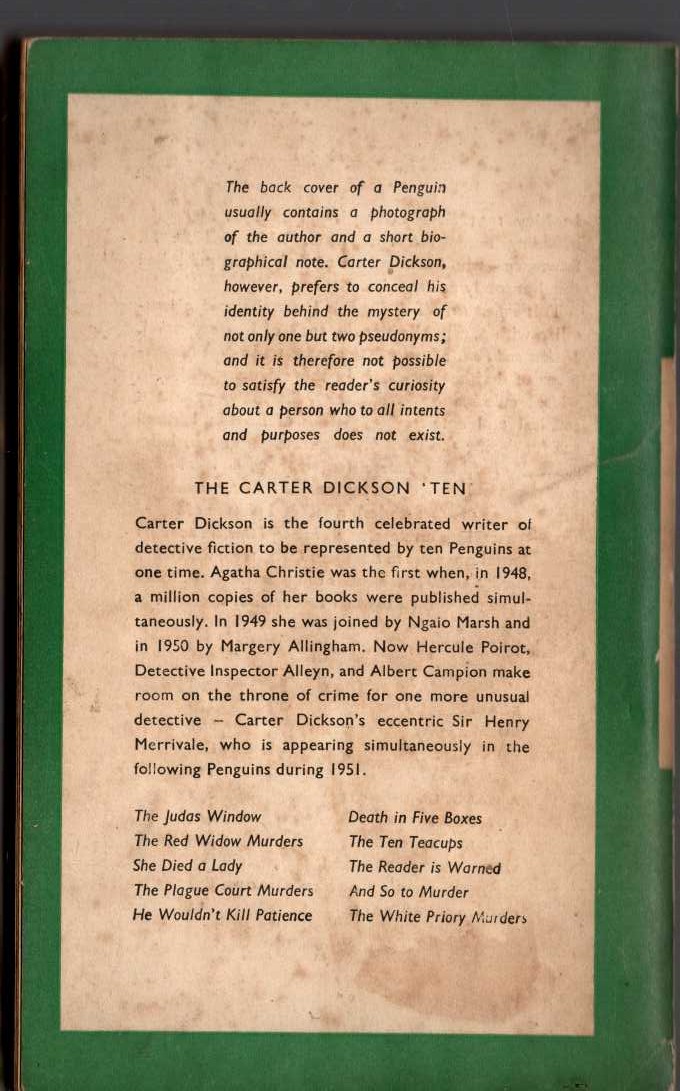 The back cover of a Penguin
usually contains a photograph
of the author and a short bio-
graphical note. Carter Dickson,
however, prefers to conceal his
identity behind the mystery of
not only one but two pseudonyms;
and it is therefore not possible
to satisfy the reader's curiosity
about a person who to all intents
and purposes does not exist.
THE CARTER DICKSON 'TEN
Carter Dickson is the fourth celebrated writer of
detective fiction to be represented by ten Penguins at
one time. Agatha Christie was the first when, in 1948,
a million copies of her books were published simul-
taneously. In 1949 she was joined by Ngaio Marsh and
in 1950 by Margery Allingham. Now Hercule Poirot,
Detective Inspector Alleyn, and Albert Campion make
room on the throne of crime for one more unusual
detective – Carter Dickson's eccentric Sir Henry
Merrivale, who is appearing simultaneously in the
following Penguins during 1951.
The Judas Window
The Red Widow Murders
She Died a Lady
The Plague Court Murders
He Wouldn't Kill Patience
Death in Five Boxes
The Ten Teacups
The Reader is Warned
And So to Murder
The White Priory Murders